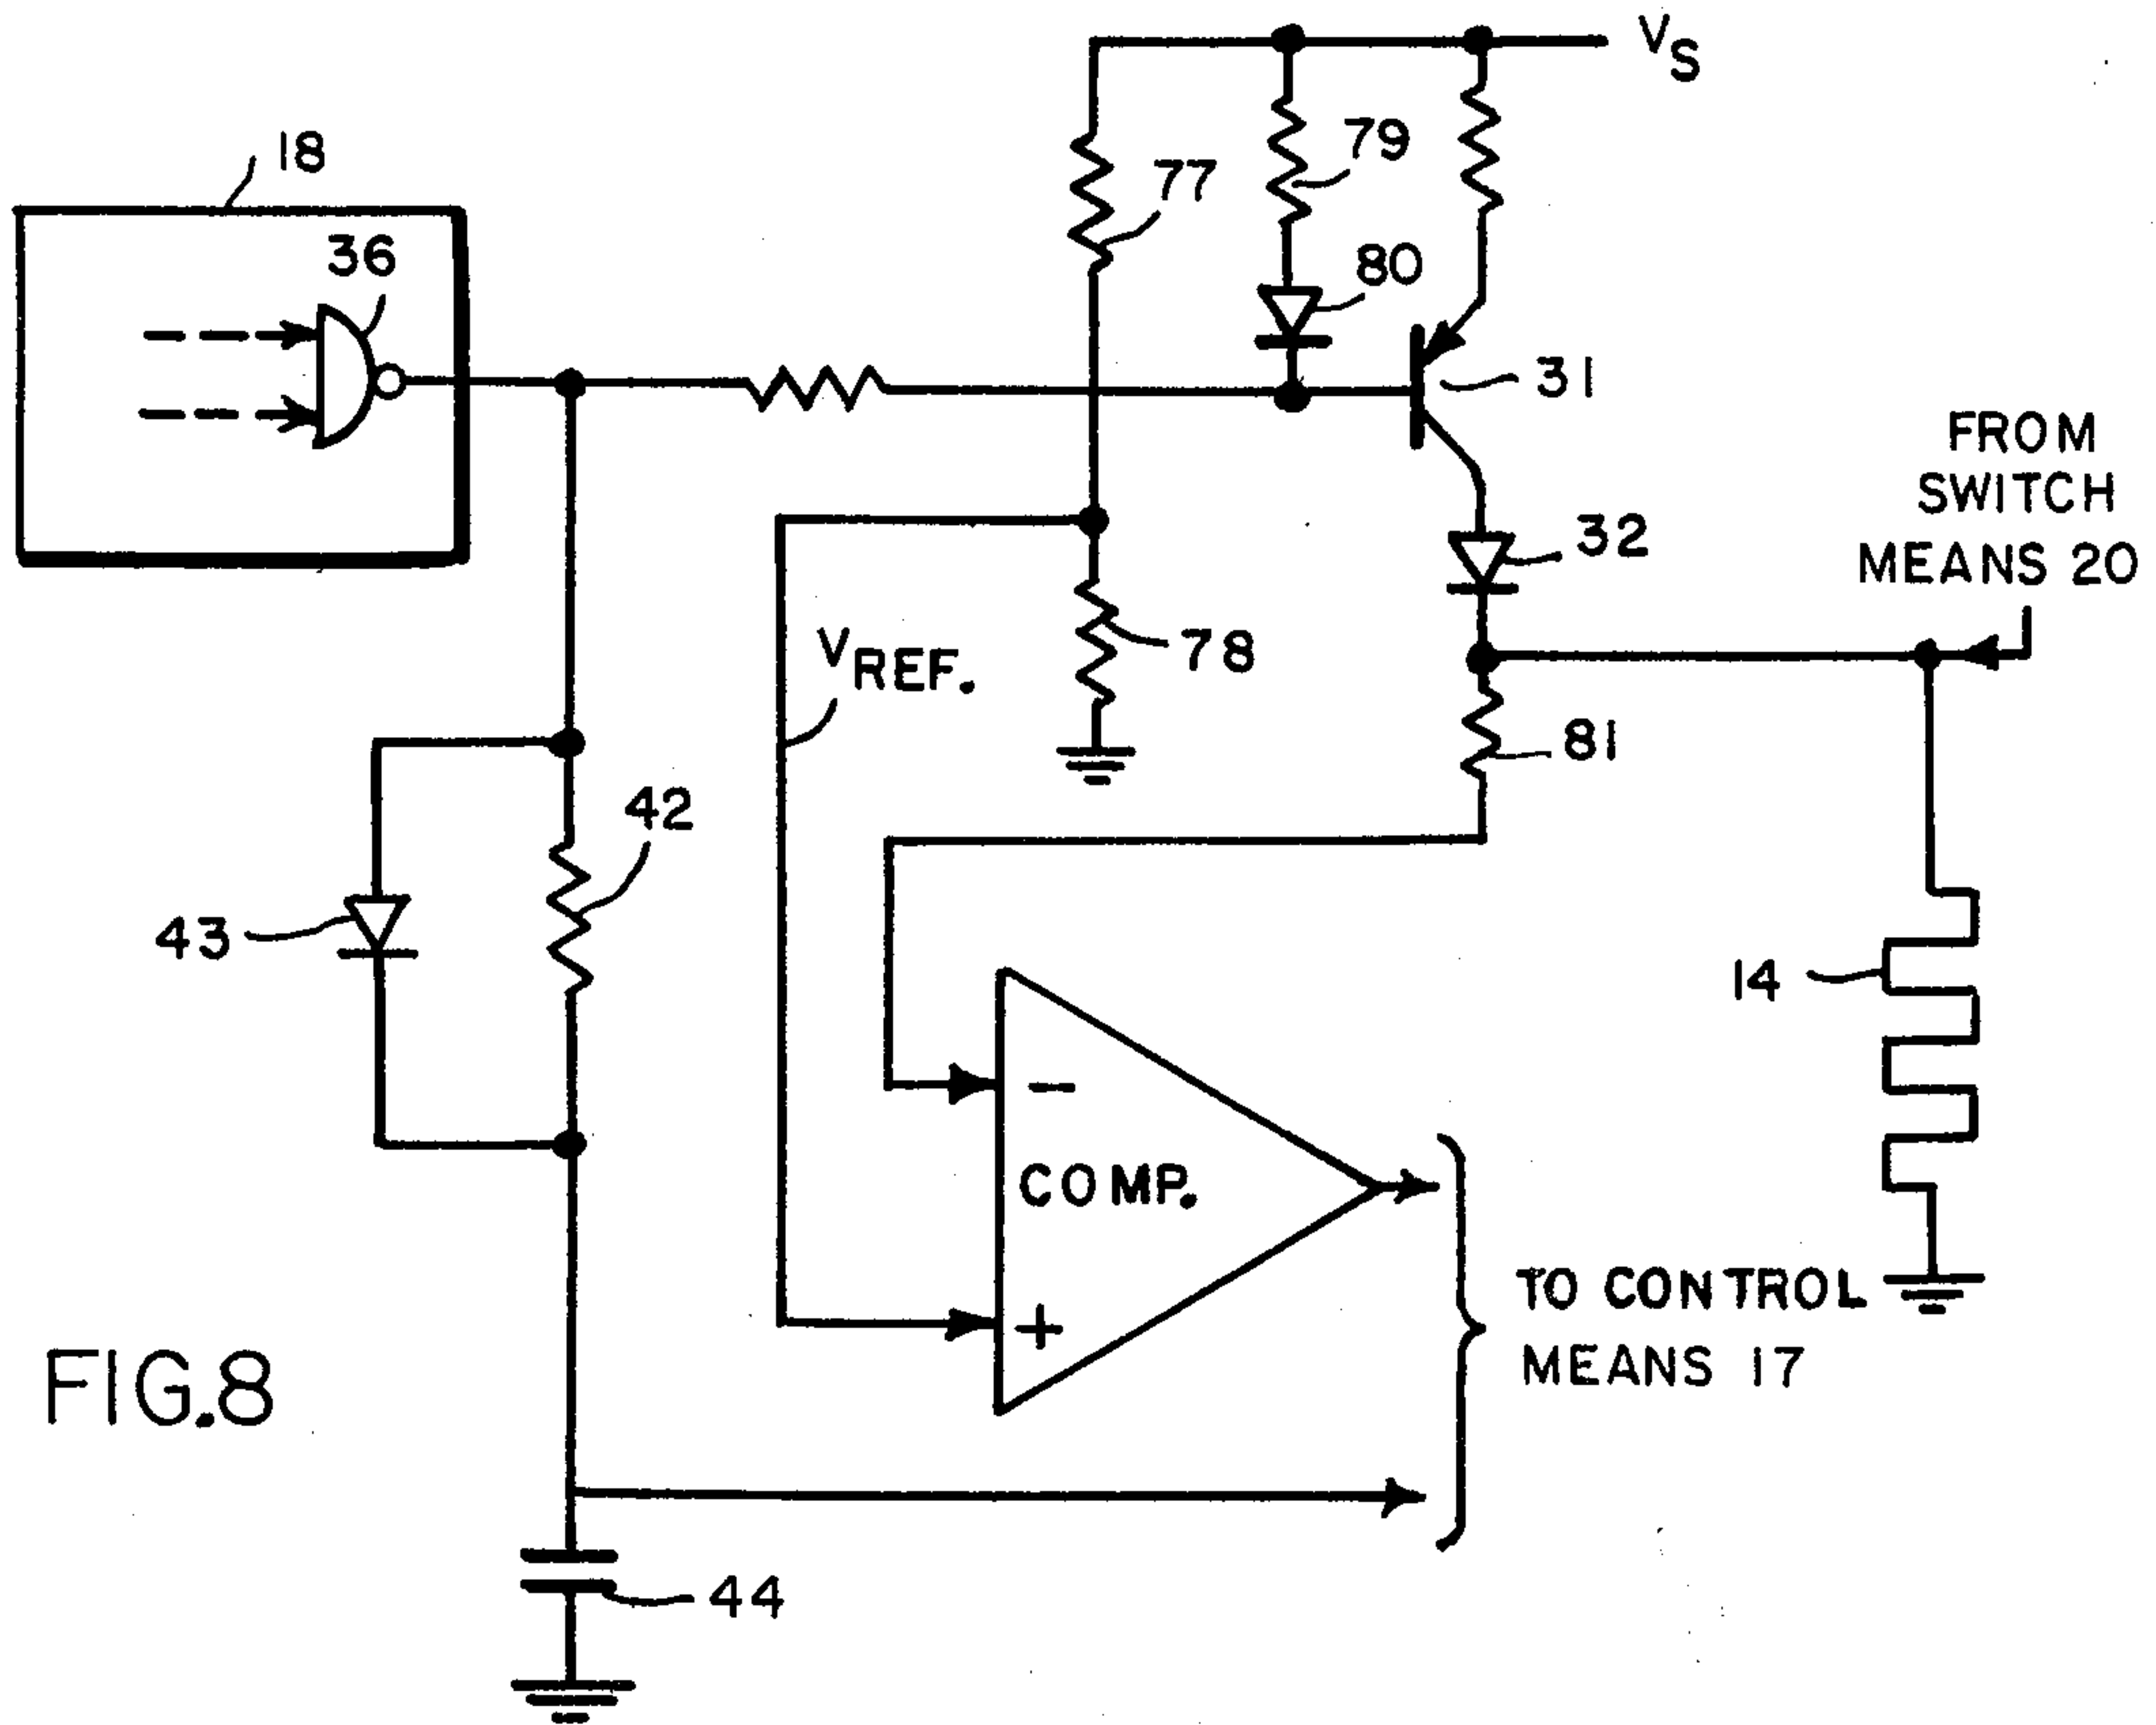 VS
18
36
77
79
80
31
FROM
SWITCH
MEANS 20
32
VREF.
78
81
42
43
14
-
COMP.
+
TO CONTROL
MEANS 17
FIG.8
44